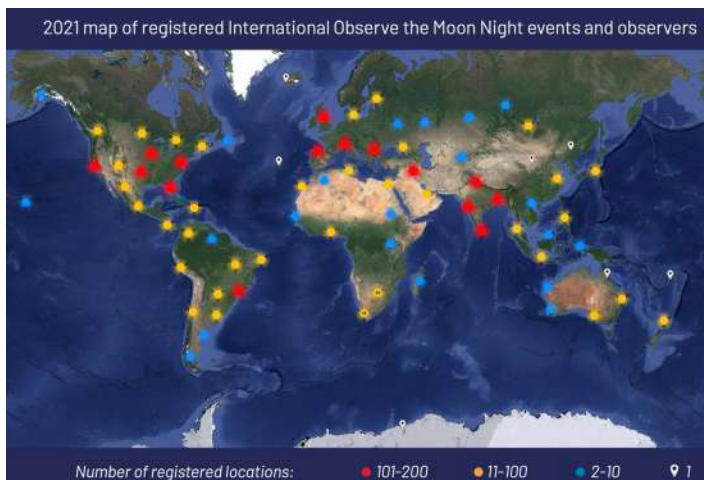 2021 map of registered International Observe the Moon Night events and observers
Number of registered locations: 101-200 11-100 2-10 1